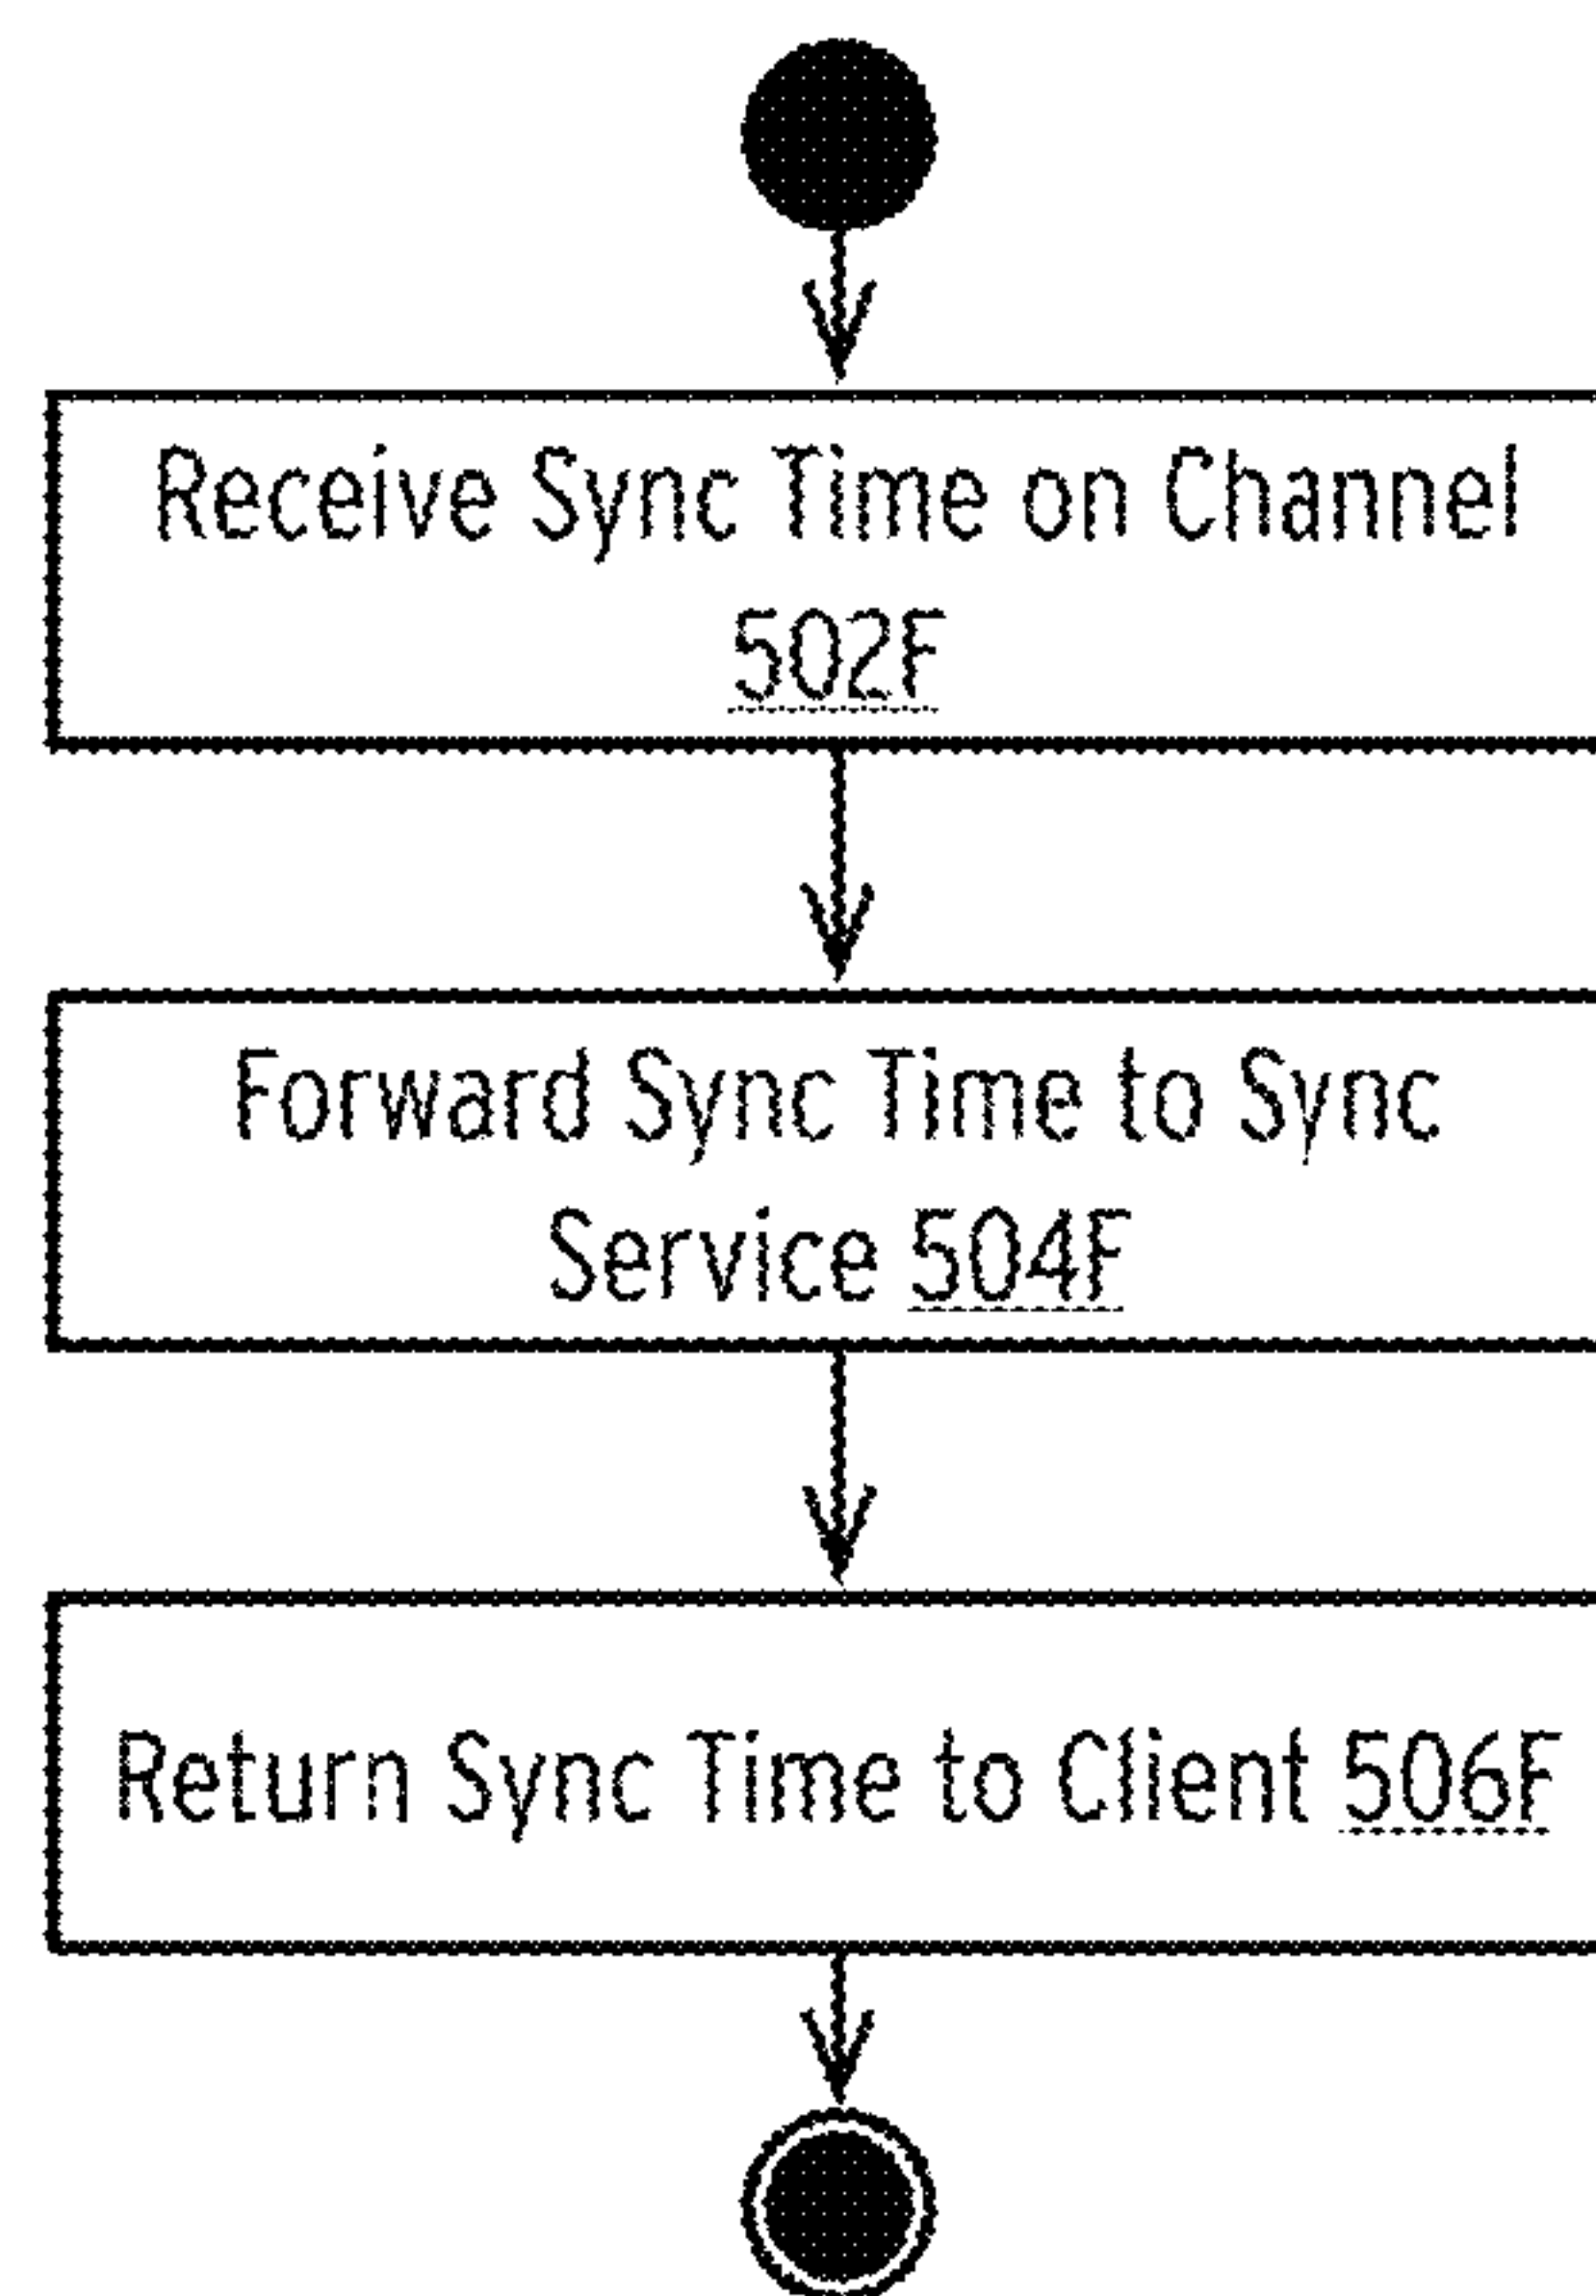 Receive Sync Time on Channel
502F
Forward Sync Time to Sync
Service 504F
Return Sync Time to Client 506F